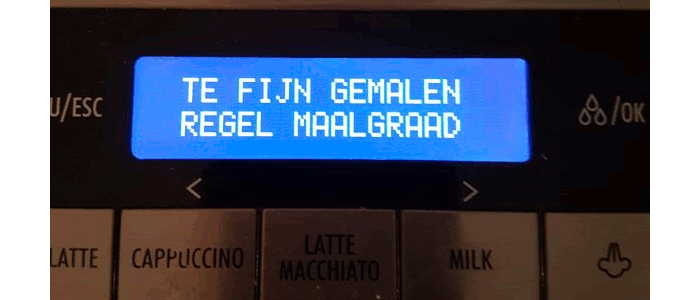 TE FIJN GEMALEN
REGEL MAALGRAAD
U/ESC
/OK
< >
LATTE
CAPPUCCINO
LATTE
MACCHIATO
MILK